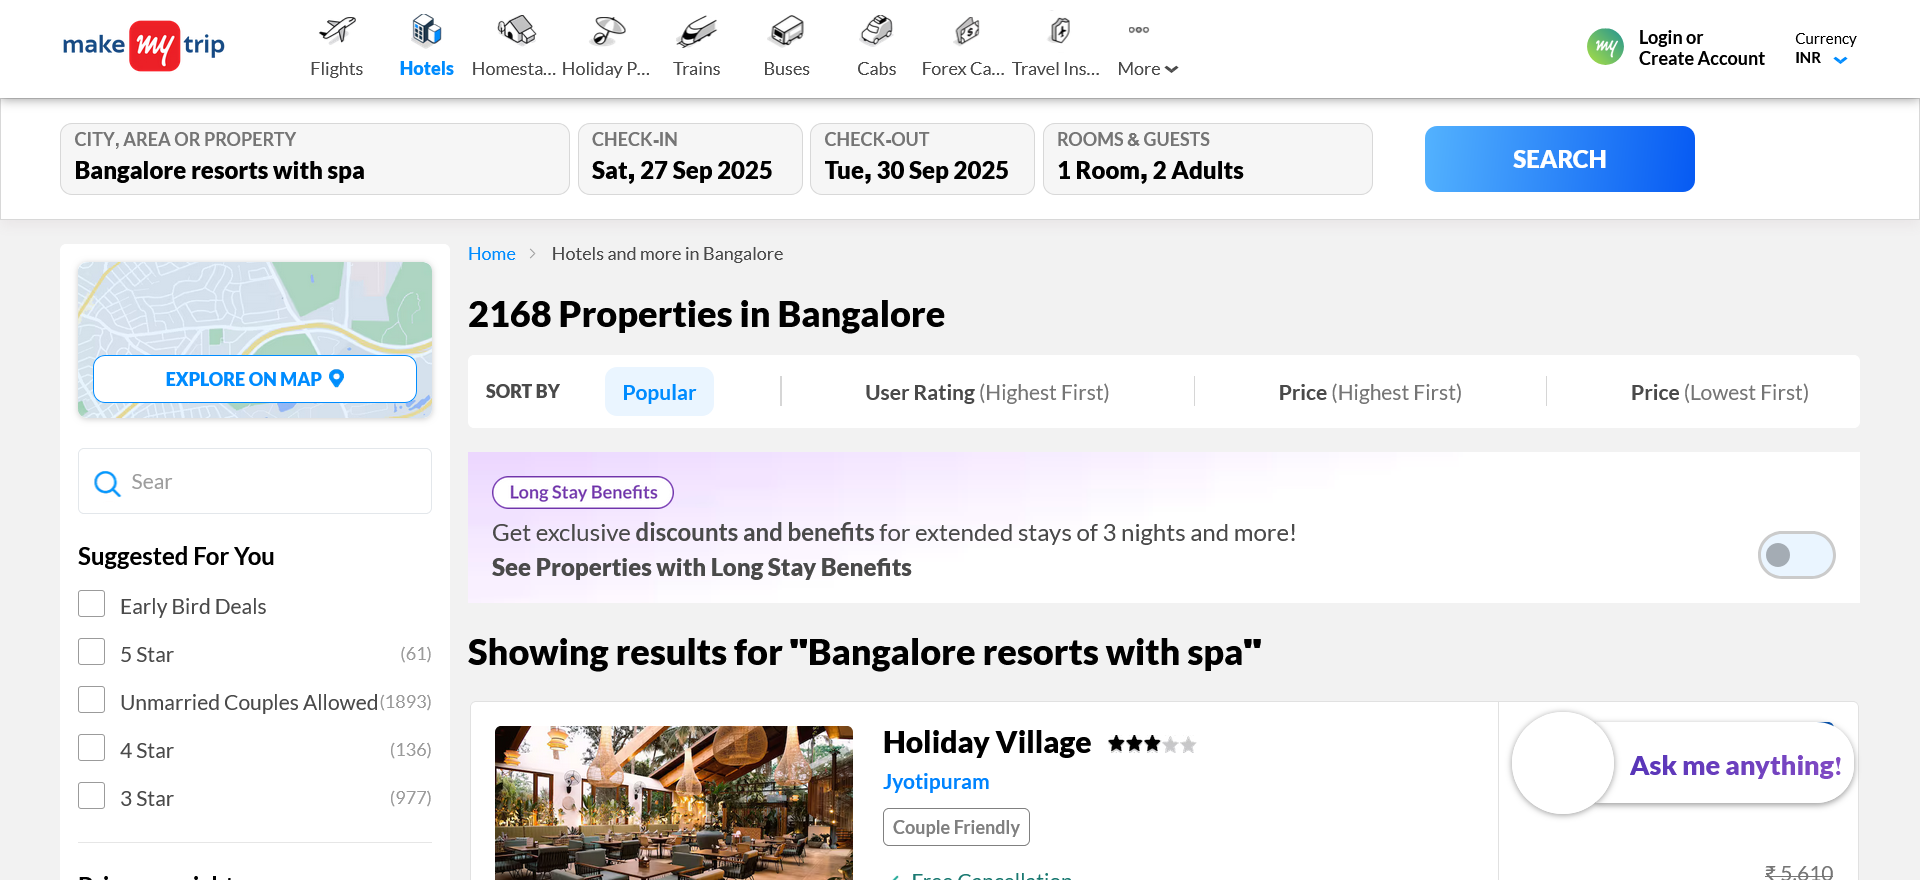 make my trip
Flights
Hotels
Homesta...
Holiday P...
Trains
Buses
Cabs
Forex Ca...
Travel Ins...
More
my
Login or
Create Account
Currency
INR
CITY, AREA OR PROPERTY
Bangalore resorts with spa
CHECK-IN
Sat, 27 Sep 2025
CHECK-OUT
Tue, 30 Sep 2025
ROOMS & GUESTS
1 Room, 2 Adults
SEARCH
EXPLORE ON MAP
Sear
Suggested For You
Early Bird Deals
5 Star (61)
Unmarried Couples Allowed (1893)
4 Star (136)
3 Star (977)
Home > Hotels and more in Bangalore
2168 Properties in Bangalore
SORT BY
Popular
User Rating (Highest First)
Price (Highest First)
Price (Lowest First)
Long Stay Benefits
Get exclusive discounts and benefits for extended stays of 3 nights and more!
See Properties with Long Stay Benefits
Showing results for "Bangalore resorts with spa"
Holiday Village
Jyotipuram
Couple Friendly
Free Cancellation
Ask me anything!
₹ 5,610